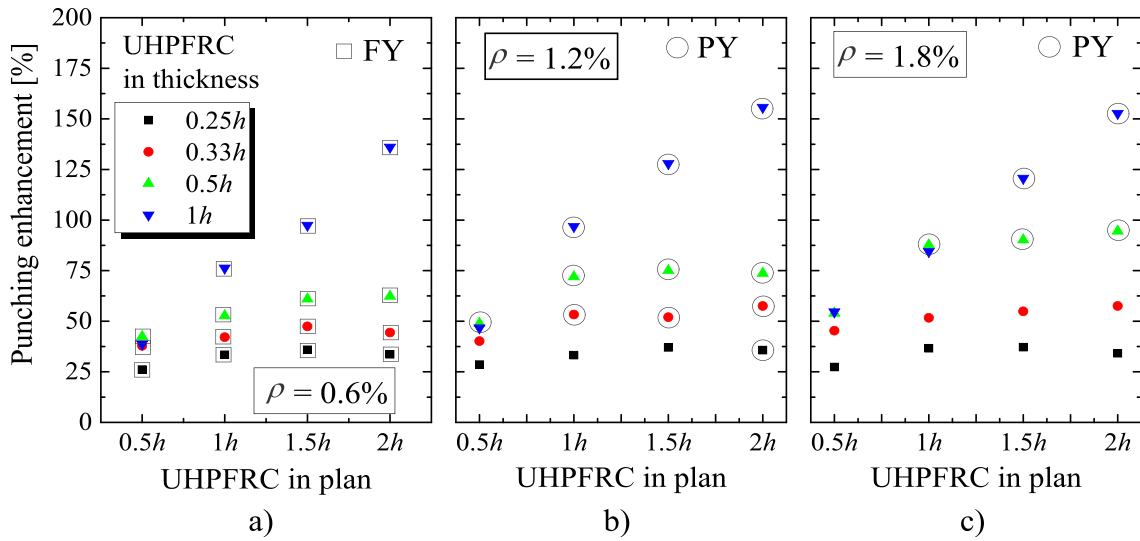 Punching enhancement [%]
200
175
150
125
100
75
50
25
0
UHPFRC
in thickness
0.25h
0.33h
0.5h
1h
FY
ρ = 0.6%
0.5h 1h 1.5h 2h
UHPFRC in plan
a)
ρ = 1.2%
PY
0.5h 1h 1.5h 2h
UHPFRC in plan
b)
ρ = 1.8%
PY
0.5h 1h 1.5h 2h
UHPFRC in plan
c)